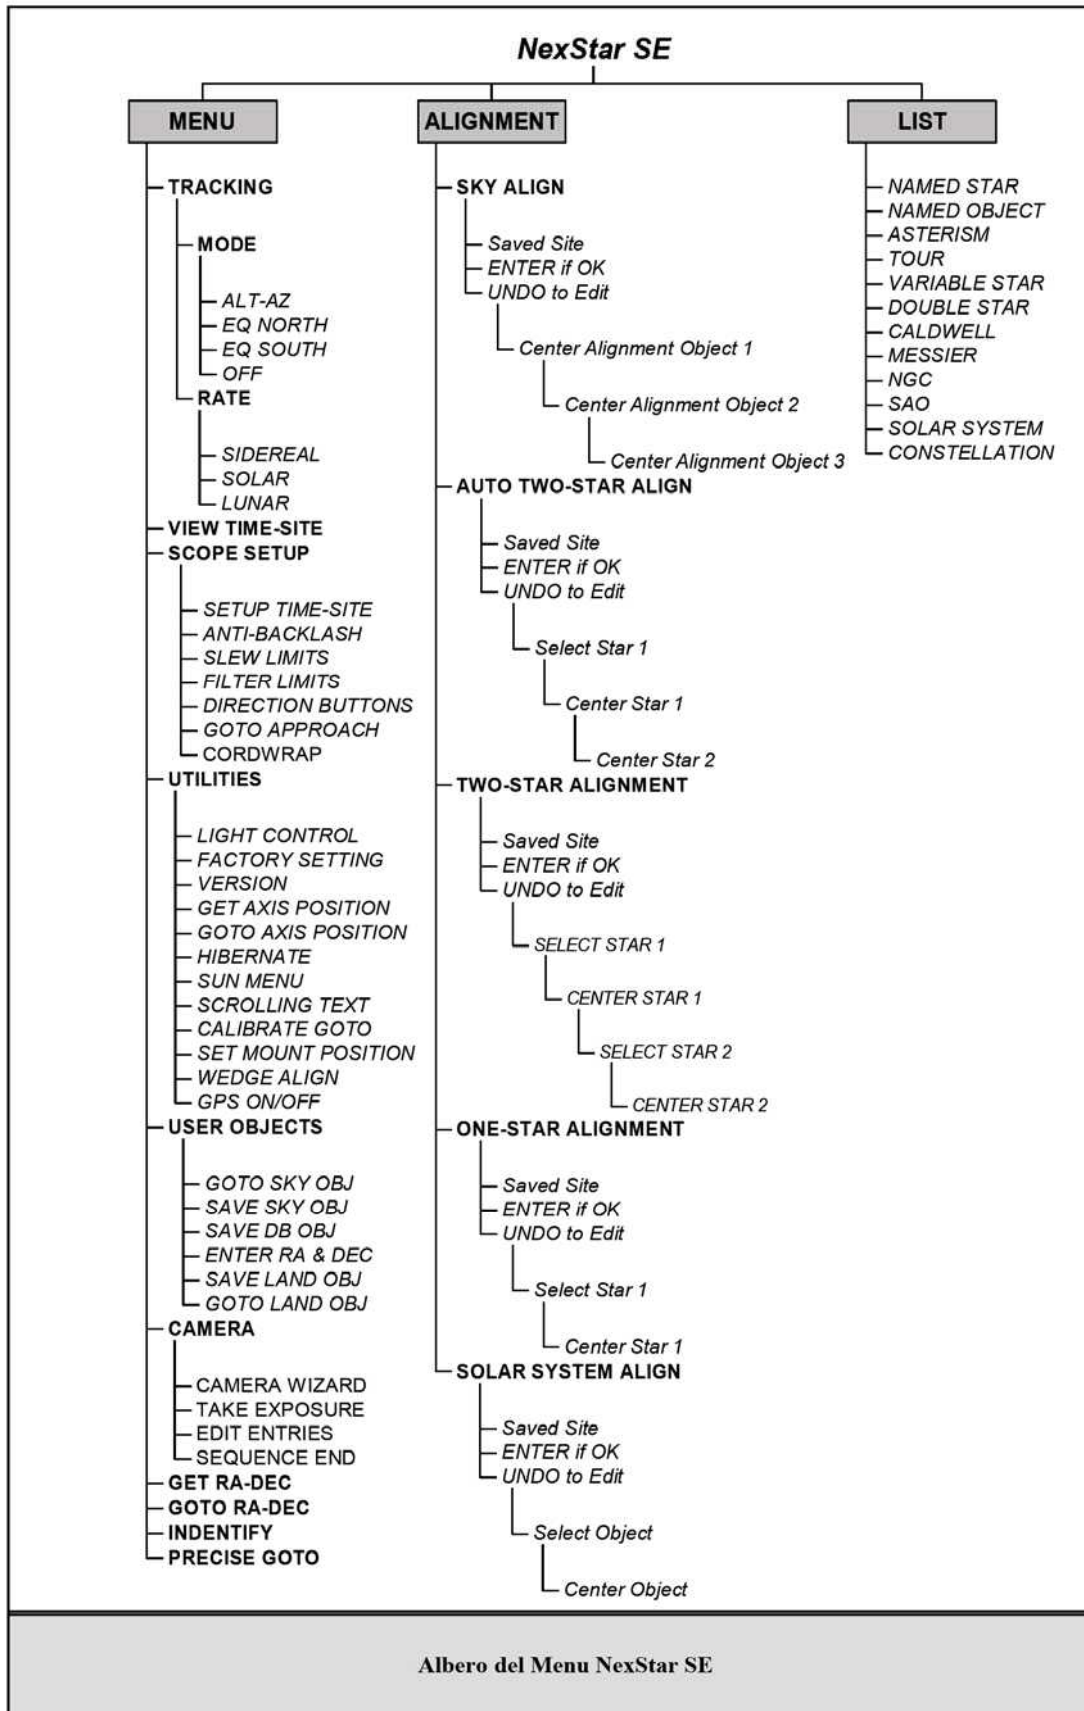 NexStar SE
MENU
TRACKING
MODE
ALT-AZ
EQ NORTH
EQ SOUTH
OFF
RATE
SIDEREAL
SOLAR
LUNAR
VIEW TIME-SITE
SCOPE SETUP
SETUP TIME-SITE
ANTI-BACKLASH
SLEW LIMITS
FILTER LIMITS
DIRECTION BUTTONS
GOTO APPROACH
CORDWRAP
UTILITIES
LIGHT CONTROL
FACTORY SETTING
VERSION
GET AXIS POSITION
GOTO AXIS POSITION
HIBERNATE
SUN MENU
SCROLLING TEXT
CALIBRATE GOTO
SET MOUNT POSITION
WEDGE ALIGN
GPS ON/OFF
USER OBJECTS
GOTO SKY OBJ
SAVE SKY OBJ
SAVE DB OBJ
ENTER RA & DEC
SAVE LAND OBJ
GOTO LAND OBJ
CAMERA
CAMERA WIZARD
TAKE EXPOSURE
EDIT ENTRIES
SEQUENCE END
GET RA-DEC
GOTO RA-DEC
INDENTIFY
PRECISE GOTO
ALIGNMENT
SKY ALIGN
Saved Site
ENTER if OK
UNDO to Edit
Center Alignment Object 1
Center Alignment Object 2
Center Alignment Object 3
AUTO TWO-STAR ALIGN
Saved Site
ENTER if OK
UNDO to Edit
Select Star 1
Center Star 1
Center Star 2
TWO-STAR ALIGNMENT
Saved Site
ENTER if OK
UNDO to Edit
SELECT STAR 1
CENTER STAR 1
SELECT STAR 2
CENTER STAR 2
ONE-STAR ALIGNMENT
Saved Site
ENTER if OK
UNDO to Edit
Select Star 1
Center Star 1
SOLAR SYSTEM ALIGN
Saved Site
ENTER if OK
UNDO to Edit
Select Object
Center Object
LIST
NAMED STAR
NAMED OBJECT
ASTERISM
TOUR
VARIABLE STAR
DOUBLE STAR
CALDWELL
MESSIER
NGC
SAO
SOLAR SYSTEM
CONSTELLATION
Albero del Menu NexStar SE